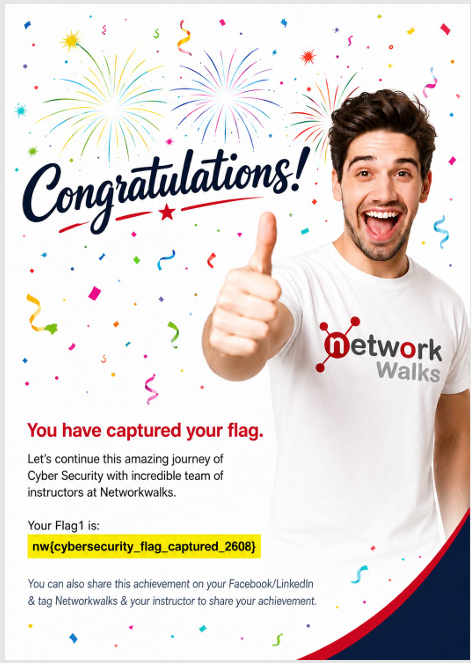 Congratulations!
network
Walks
You have captured your flag.
Let's continue this amazing journey of
Cyber Security with incredible team of
instructors at Networkwalks.
Your Flag1 is:
nw{cybersecurity_flag_captured_2608}
You can also share this achievement on your Facebook/LinkedIn
& tag Networkwalks & your instructor to share your achievement.